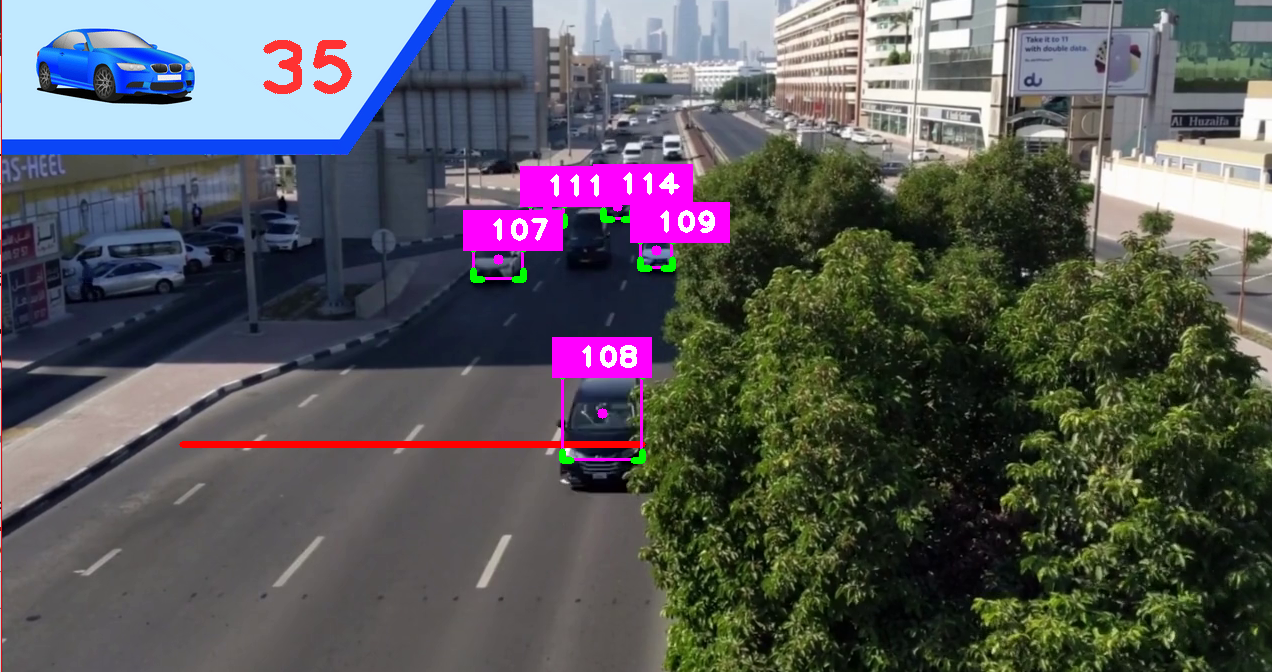 35
Take it to 11
with double data.
du
AS-HEEL
Al Huzaifa
111
114
107
109
108